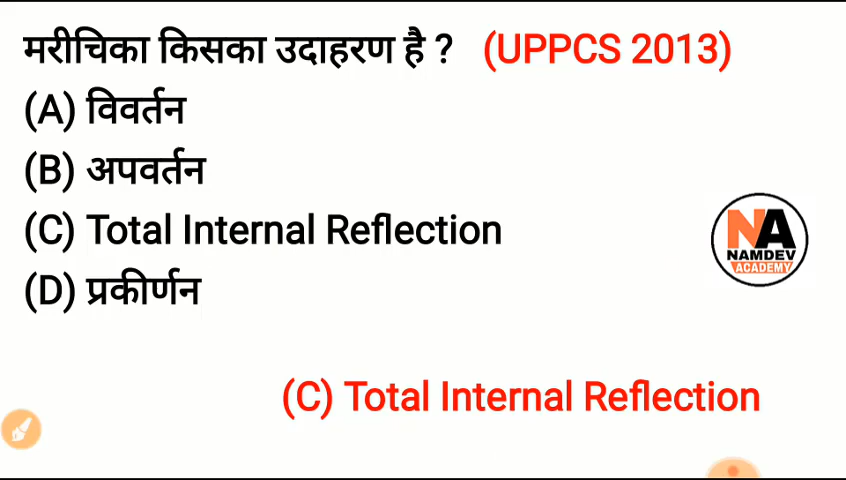 मरीचिका किसका उदाहरण है ? (UPPCS 2013)
(A) विवर्तन
(B) अपवर्तन
(C) Total Internal Reflection
(D) प्रकीर्णन
NA
NAMDEV
ACADEMY
(C) Total Internal Reflection